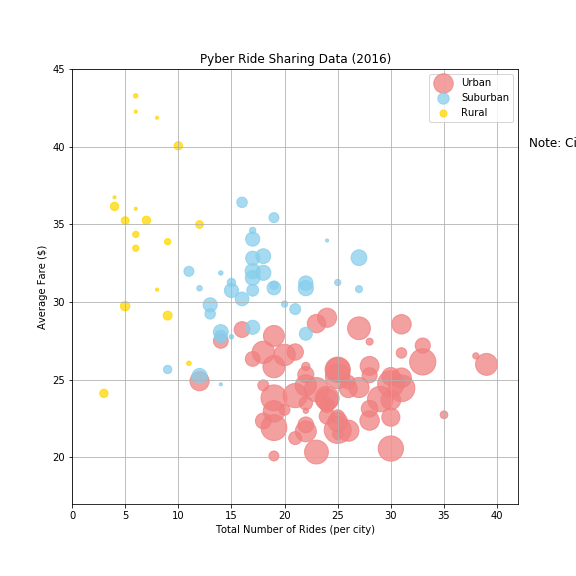 Pyber Ride Sharing Data (2016)
45
40
35
30
25
20
0
5
10
15
20
25
30
35
40
Average Fare ($)
Total Number of Rides (per city)
Urban
Suburban
Rural
Note: Ci